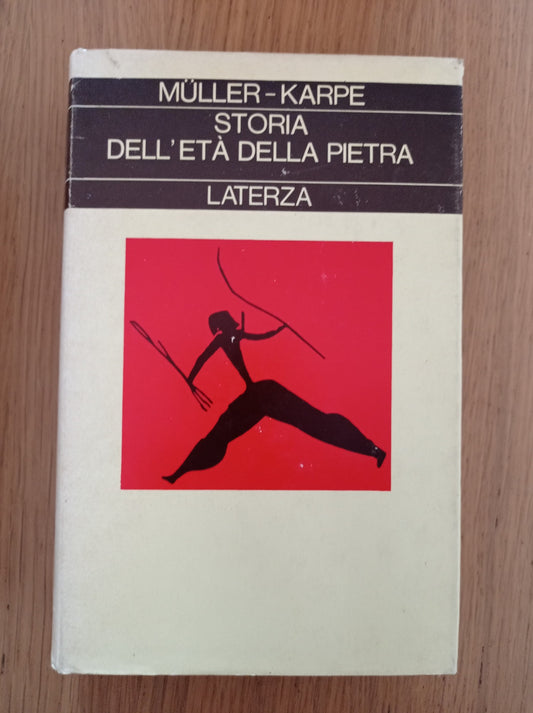 MÜLLER-KARPE
STORIA
DELL'ETÀ DELLA PIETRA
LATERZA